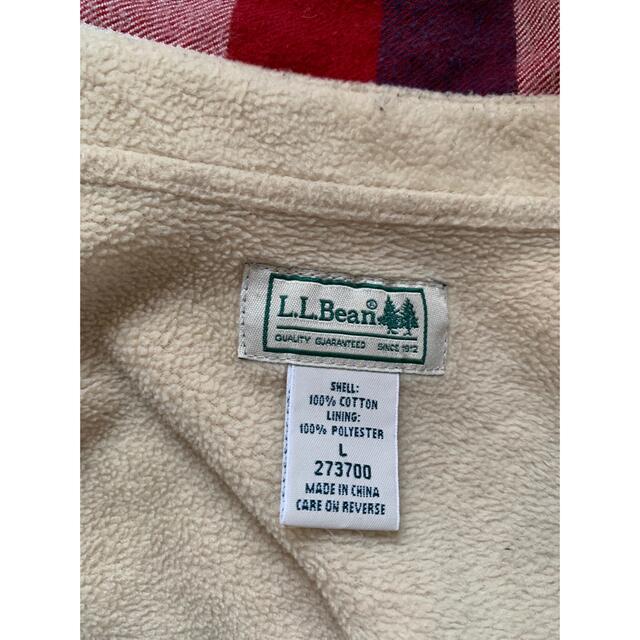 L.L.Bean®
QUALITY GUARANTEED SINCE 1912
SHELL:
100% COTTON
LINING:
100% POLYESTER
L
273700
MADE IN CHINA
CARE ON REVERSE